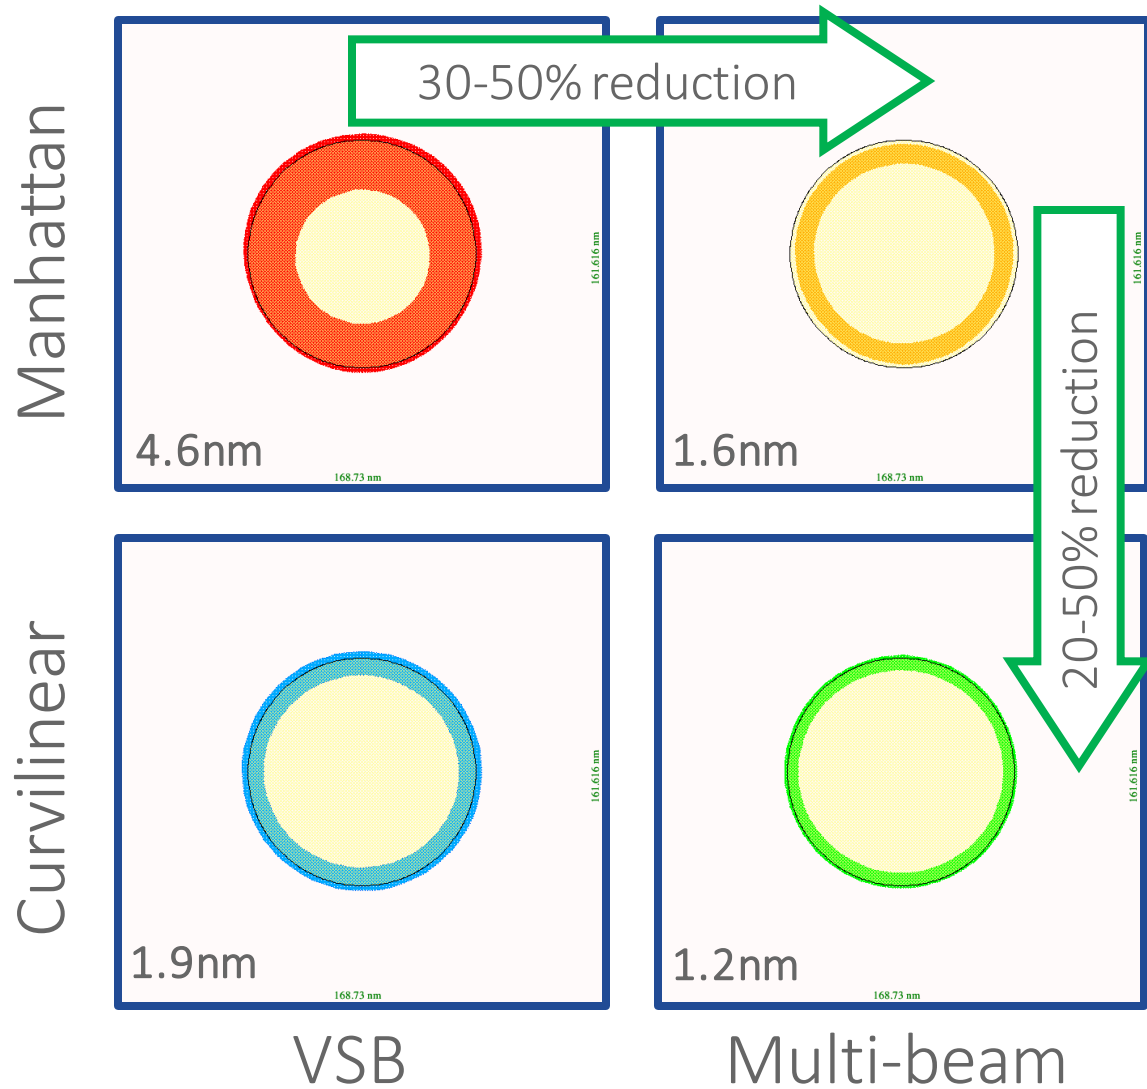 30-50% reduction
Manhattan
161.616 nm
161.616 nm
4.6nm
1.6nm
168.73 nm
168.73 nm
20-50% reduction
Curvilinear
161.616 nm
161.616 nm
1.9nm
1.2nm
168.73 nm
168.73 nm
VSB
Multi-beam